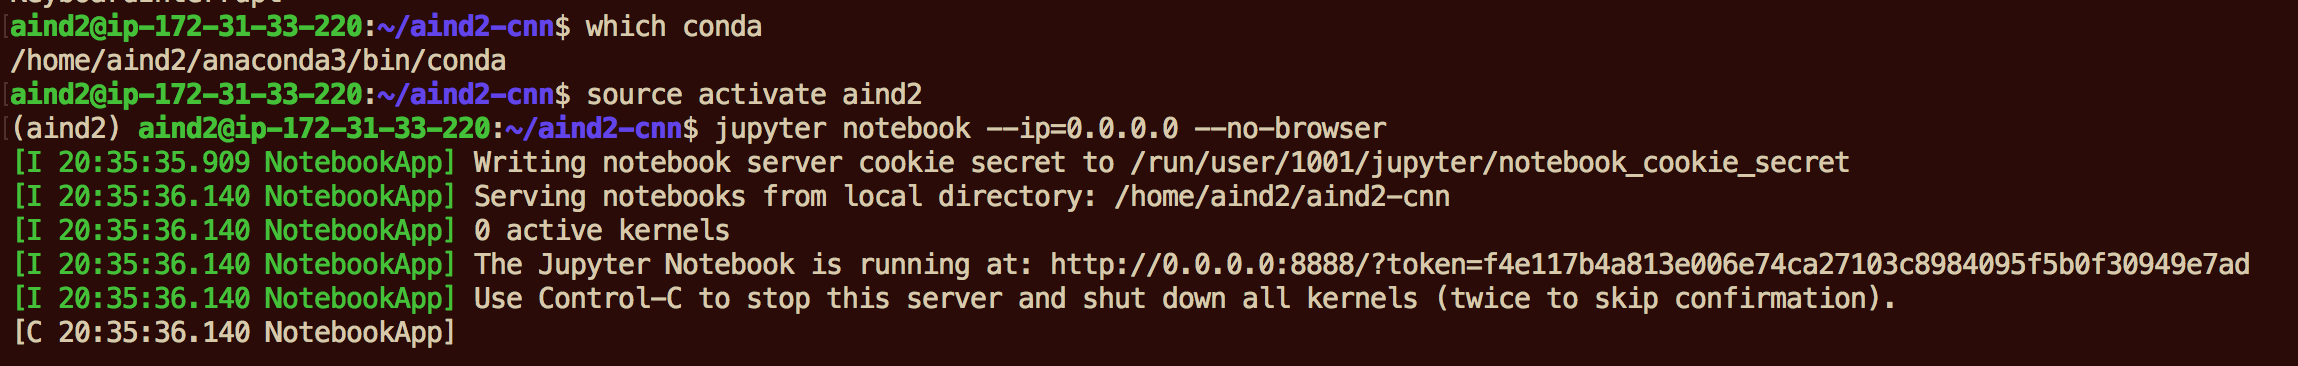 KeyboardInterrupt
aind2@ip-172-31-33-220:~/aind2-cnn$ which conda
/home/aind2/anaconda3/bin/conda
aind2@ip-172-31-33-220:~/aind2-cnn$ source activate aind2
(aind2) aind2@ip-172-31-33-220:~/aind2-cnn$ jupyter notebook --ip=0.0.0.0 --no-browser
[I 20:35:35.909 NotebookApp] Writing notebook server cookie secret to /run/user/1001/jupyter/notebook_cookie_secret
[I 20:35:36.140 NotebookApp] Serving notebooks from local directory: /home/aind2/aind2-cnn
[I 20:35:36.140 NotebookApp] 0 active kernels
[I 20:35:36.140 NotebookApp] The Jupyter Notebook is running at: http://0.0.0.0:8888/?token=f4e117b4a813e006e74ca27103c8984095f5b0f30949e7ad
[I 20:35:36.140 NotebookApp] Use Control-C to stop this server and shut down all kernels (twice to skip confirmation).
[C 20:35:36.140 NotebookApp]